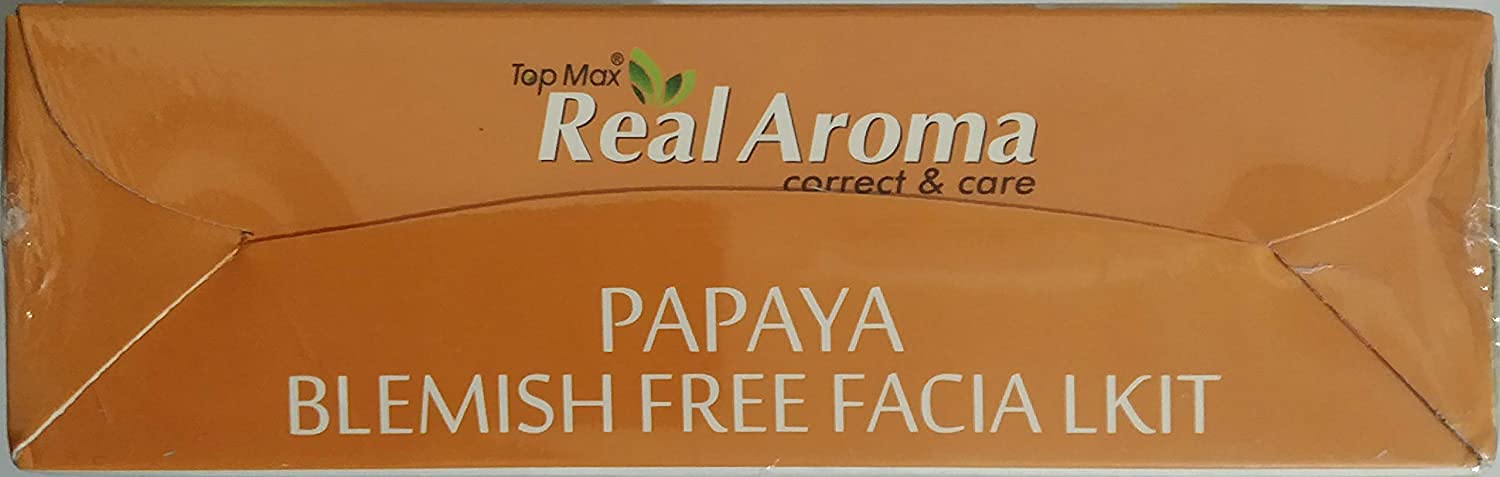 Top Max®
Real Aroma
correct & care
PAPAYA
BLEMISH FREE FACIA LKIT